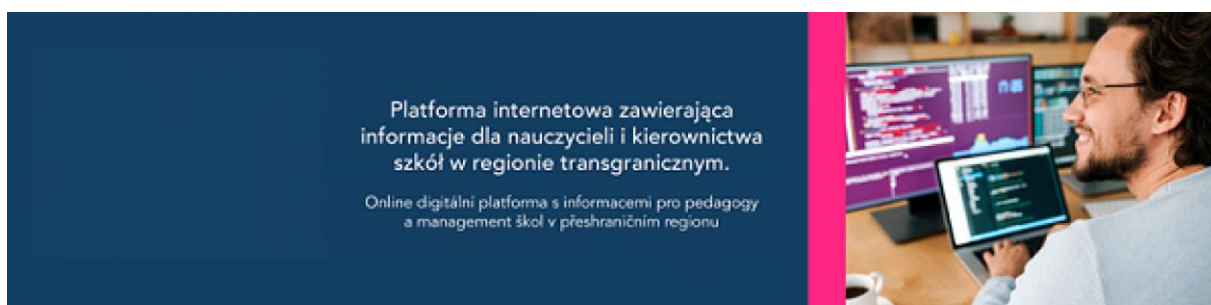 Platforma internetowa zawierająca
informacje dla nauczycieli i kierownictwa
szkół w regionie transgranicznym.
Online digitální platforma s informacemi pro pedagogy
a management škol v přeshraničním regionu